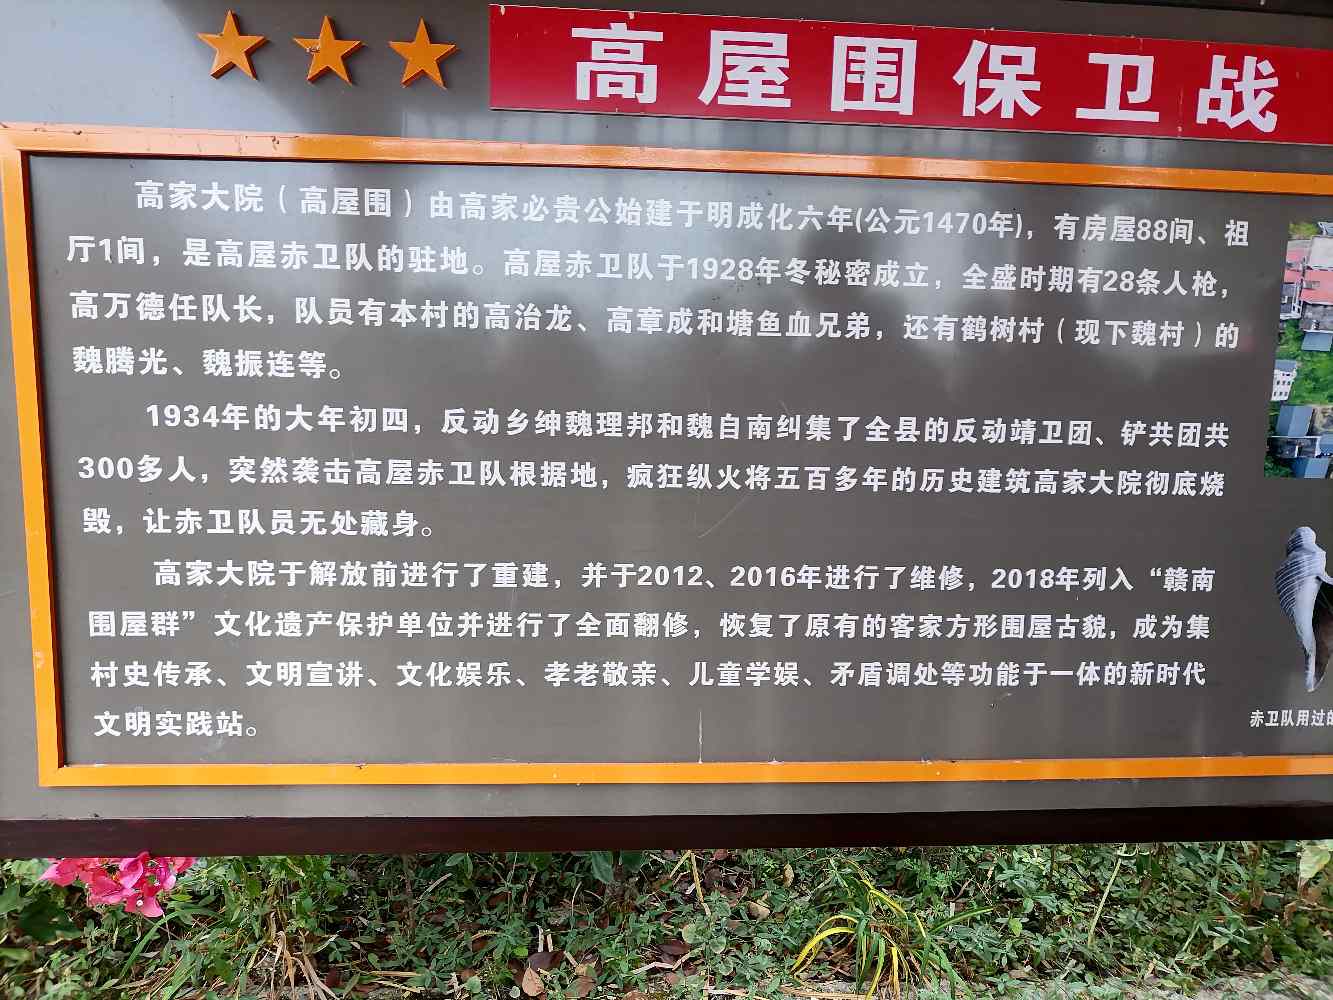 高屋围保卫战
高家大院（高屋围）由高家必贵公始建于明成化六年(公元1470年)，有房屋88间、祖
厅1间，是高屋赤卫队的驻地。高屋赤卫队于1928年冬秘密成立，全盛时期有28条人枪，
高万德任队长，队员有本村的高治龙、高章成和塘鱼血兄弟，还有鹤树村（现下魏村）的
魏腾光、魏振连等。
1934年的大年初四，反动乡绅魏理邦和魏自南纠集了全县的反动靖卫团、铲共团共
300多人，突然袭击高屋赤卫队根据地，疯狂纵火将五百多年的历史建筑高家大院彻底烧
毁，让赤卫队员无处藏身。
高家大院于解放前进行了重建，并于2012、2016年进行了维修，2018年列入“赣南
围屋群”文化遗产保护单位并进行了全面翻修，恢复了原有的客家方形围屋古貌，成为集
村史传承、文明宣讲、文化娱乐、孝老敬亲、儿童学娱、矛盾调处等功能于一体的新时代
文明实践站。
赤卫队用过的